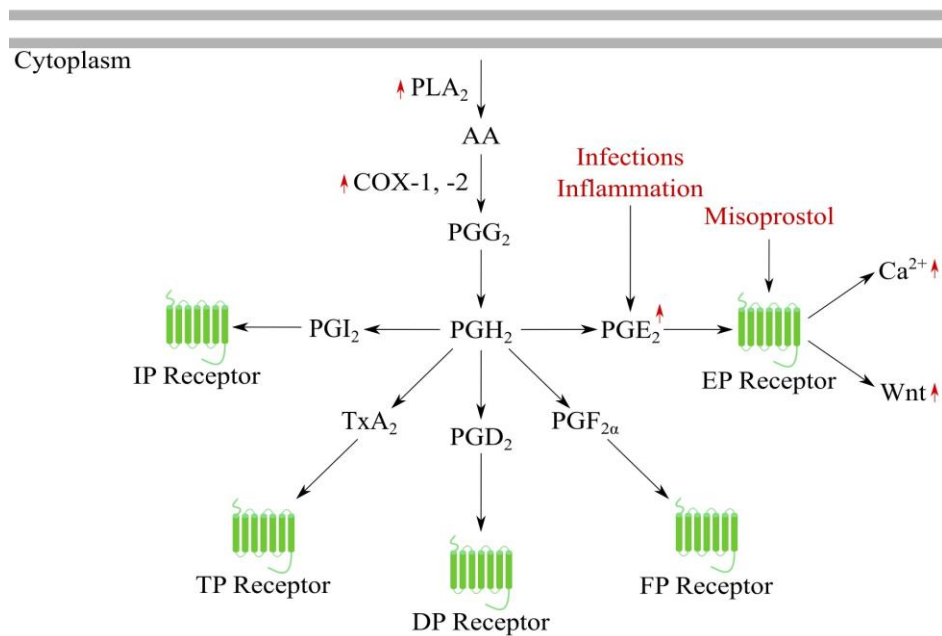 Cytoplasm
PLA₂
AA
Infections
Inflammation
COX-1, -2
Misoprostol
PGG₂
Ca²⁺
PGI₂
PGH₂
PGE₂
IP Receptor
EP Receptor
Wnt
TxA₂
PGD₂
PGF₂α
TP Receptor
DP Receptor
FP Receptor